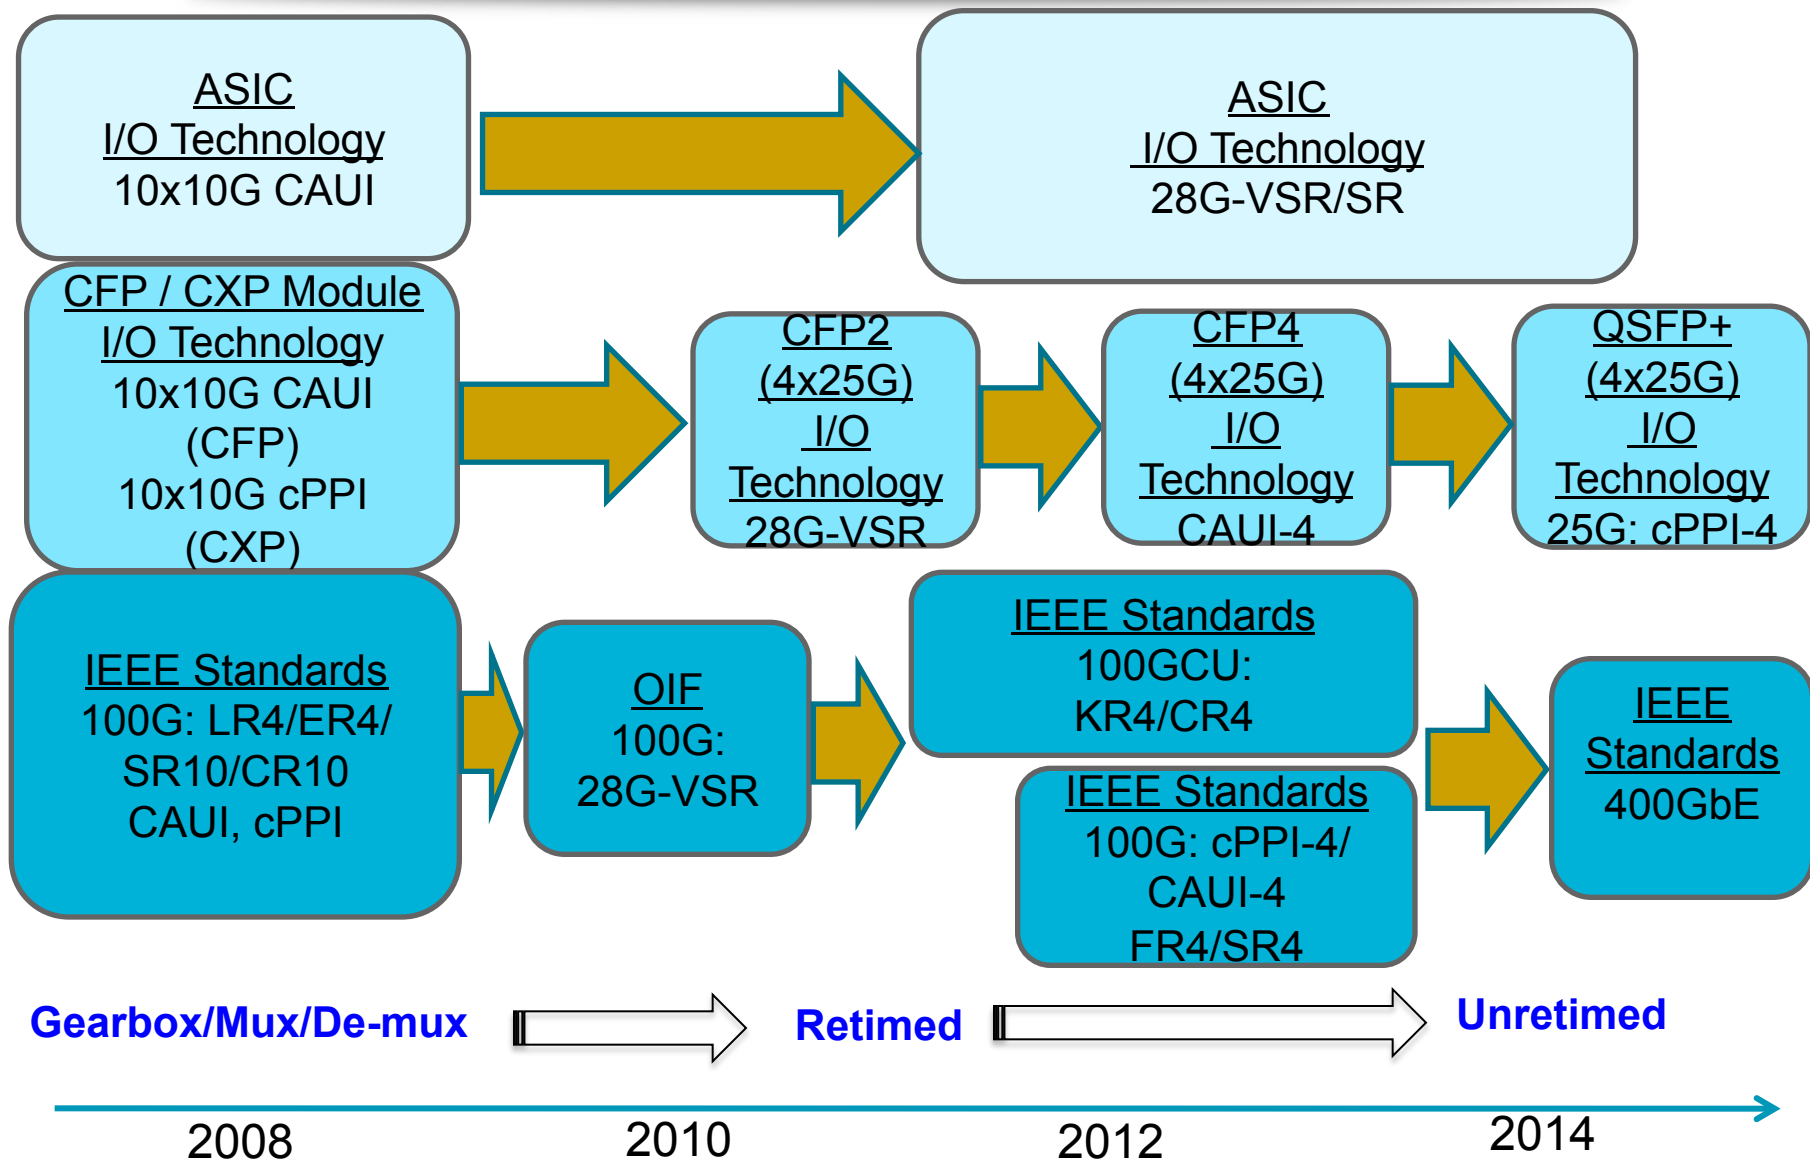 ASIC
I/O Technology
10x10G CAUI
ASIC
I/O Technology
28G-VSR/SR
CFP / CXP Module
I/O Technology
10x10G CAUI
(CFP)
10x10G cPPI
(CXP)
CFP2
(4x25G)
I/O
Technology
28G-VSR
CFP4
(4x25G)
I/O
Technology
CAUI-4
QSFP+
(4x25G)
I/O
Technology
25G: cPPI-4
IEEE Standards
100G: LR4/ER4/
SR10/CR10
CAUI, cPPI
OIF
100G:
28G-VSR
IEEE Standards
100GCU:
KR4/CR4
IEEE Standards
100G: cPPI-4/
CAUI-4
FR4/SR4
IEEE
Standards
400GbE
Gearbox/Mux/De-mux
Retimed
Unretimed
2008
2010
2012
2014